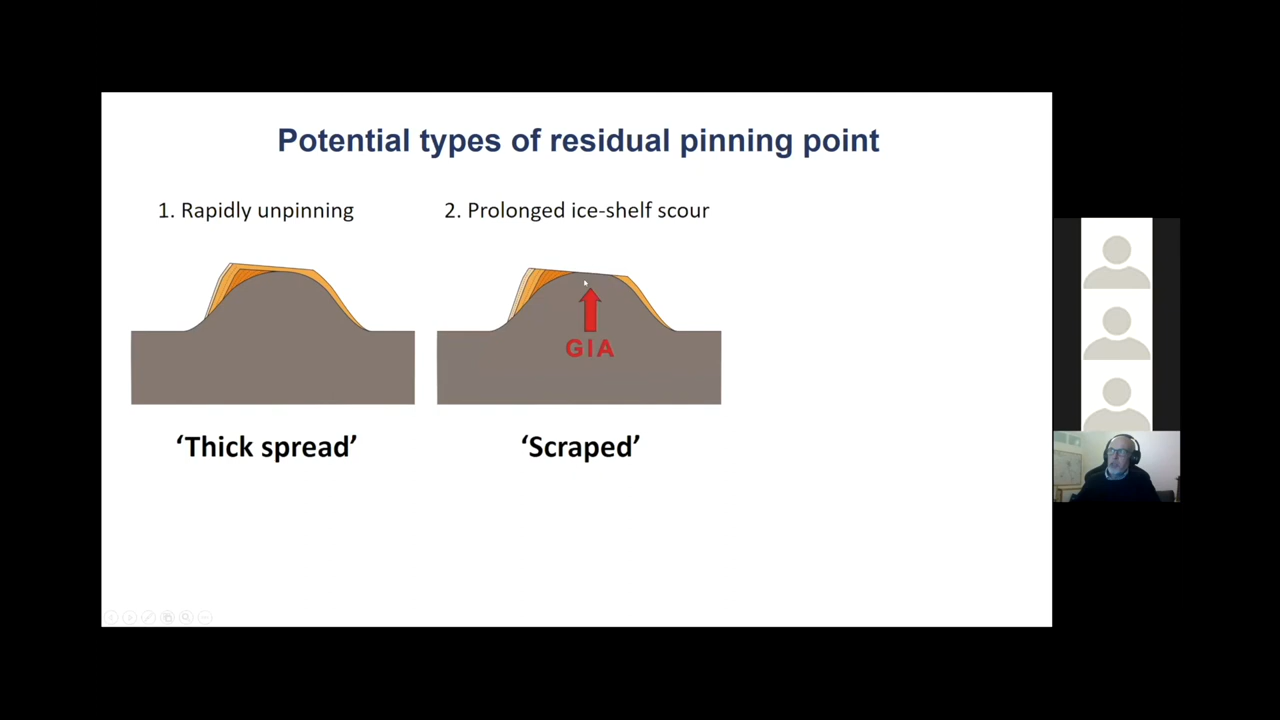 Potential types of residual pinning point
1. Rapidly unpinning
2. Prolonged ice-shelf scour
GIA
‘Thick spread’
‘Scraped’